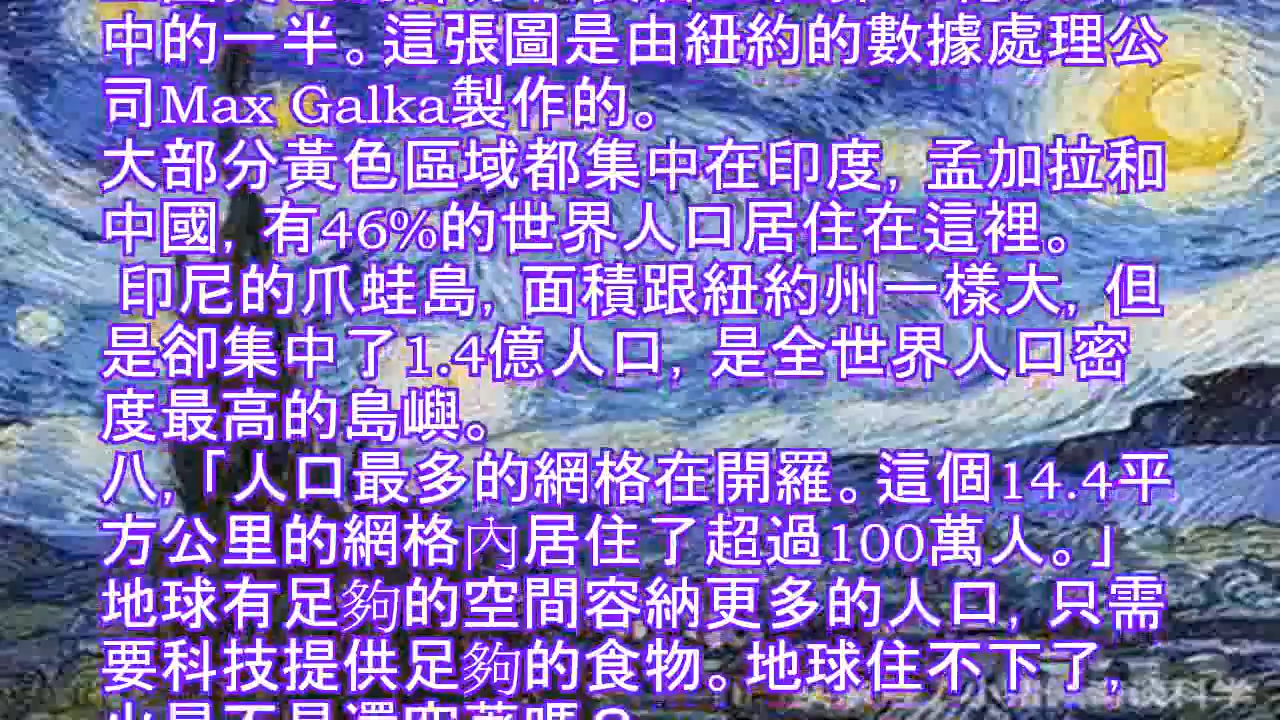 中的一半。這張圖是由紐約的數據處理公
司Max Galka製作的。
大部分黃色區域都集中在印度, 孟加拉和
中國, 有46%的世界人口居住在這裡。
印尼的爪蛙島, 面積跟紐約州一樣大, 但
是卻集中了1.4億人口, 是全世界人口密
度最高的島嶼。
八,「人口最多的網格在開羅。這個14.4平
方公里的網格內居住了超過100萬人。」
地球有足夠的空間容納更多的人口, 只需
要科技提供足夠的食物。地球住不下了,